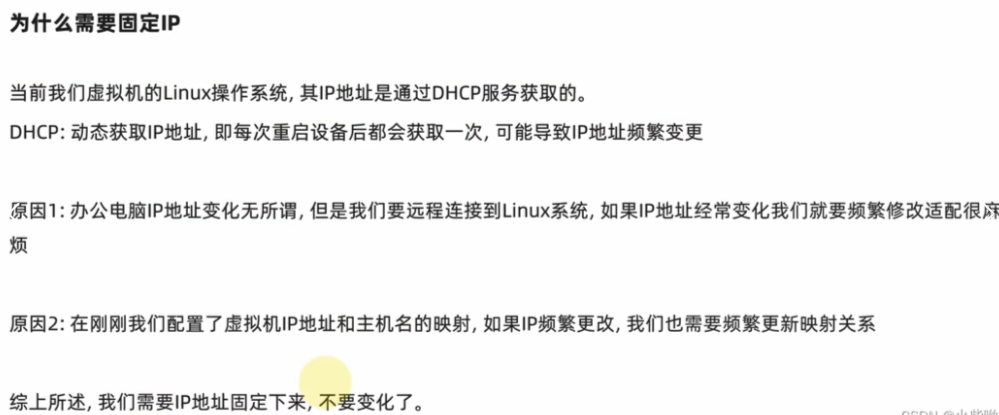 为什么需要固定IP
当前我们虚拟机的Linux操作系统, 其IP地址是通过DHCP服务获取的。
DHCP: 动态获取IP地址, 即每次重启设备后都会获取一次, 可能导致IP地址频繁变更
原因1: 办公电脑IP地址变化无所谓, 但是我们要远程连接到Linux系统, 如果IP地址经常变化我们就要频繁修改适配很麻
烦
原因2: 在刚刚我们配置了虚拟机IP地址和主机名的映射, 如果IP频繁更改, 我们也需要频繁更新映射关系
综上所述, 我们需要IP地址固定下来, 不要变化了。